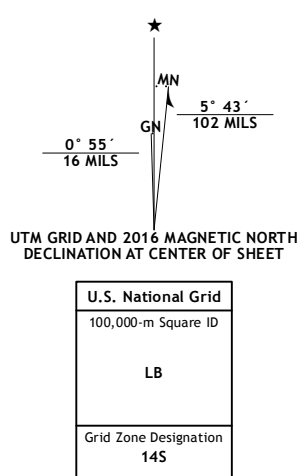 ★
MN
GN
5° 43´
102 MILS
0° 55´
16 MILS
UTM GRID AND 2016 MAGNETIC NORTH
DECLINATION AT CENTER OF SHEET
U.S. National Grid
100,000-m Square ID
LB
Grid Zone Designation
14S